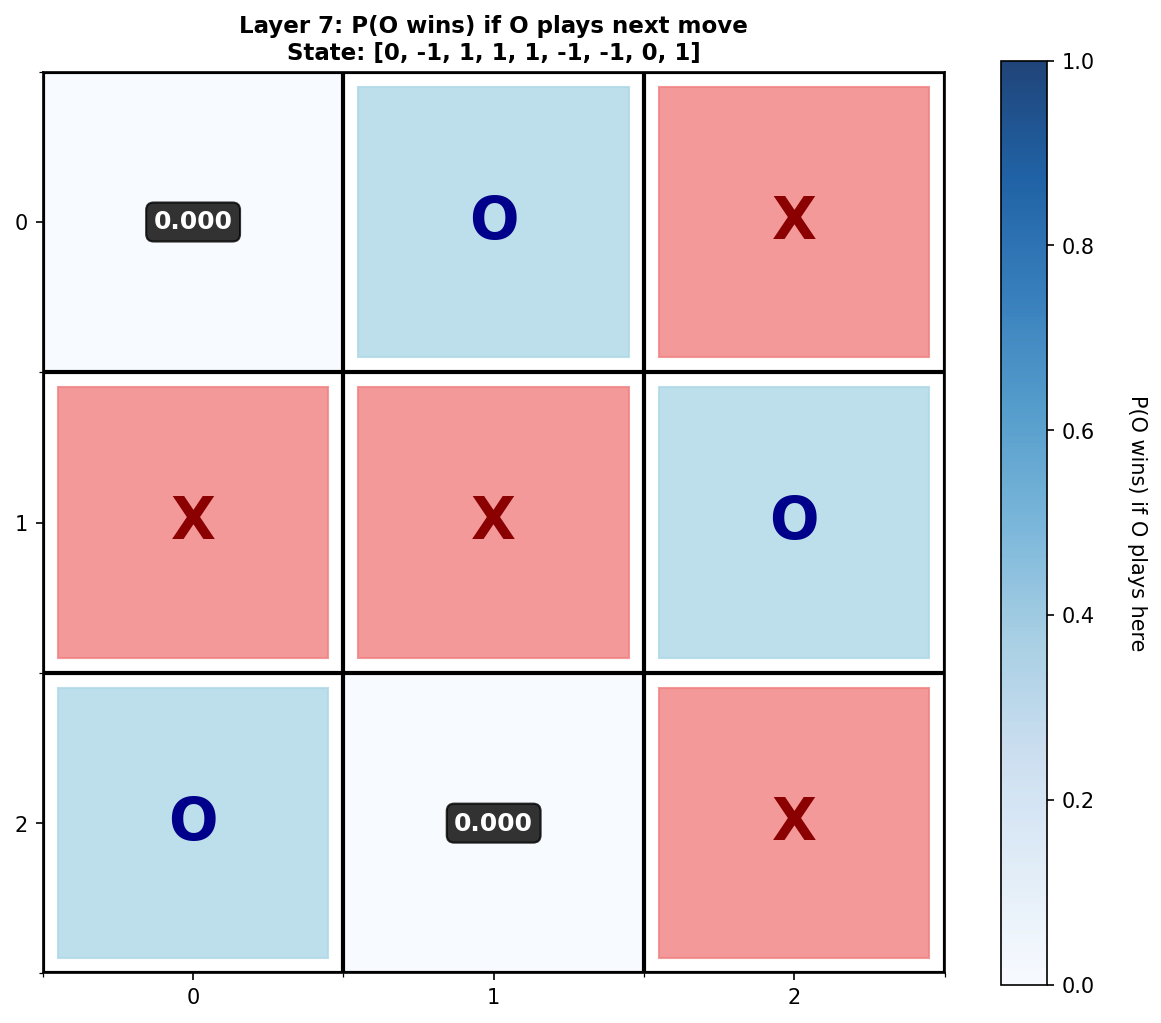 Layer 7: P(O wins) if O plays next move
State: [0, -1, 1, 1, 1, -1, -1, 0, 1]
0 0.000 O X
1 X X O
2 O 0.000 X
0 1 2
1.0
0.8
0.6
0.4
0.2
0.0
P(O wins) if O plays here